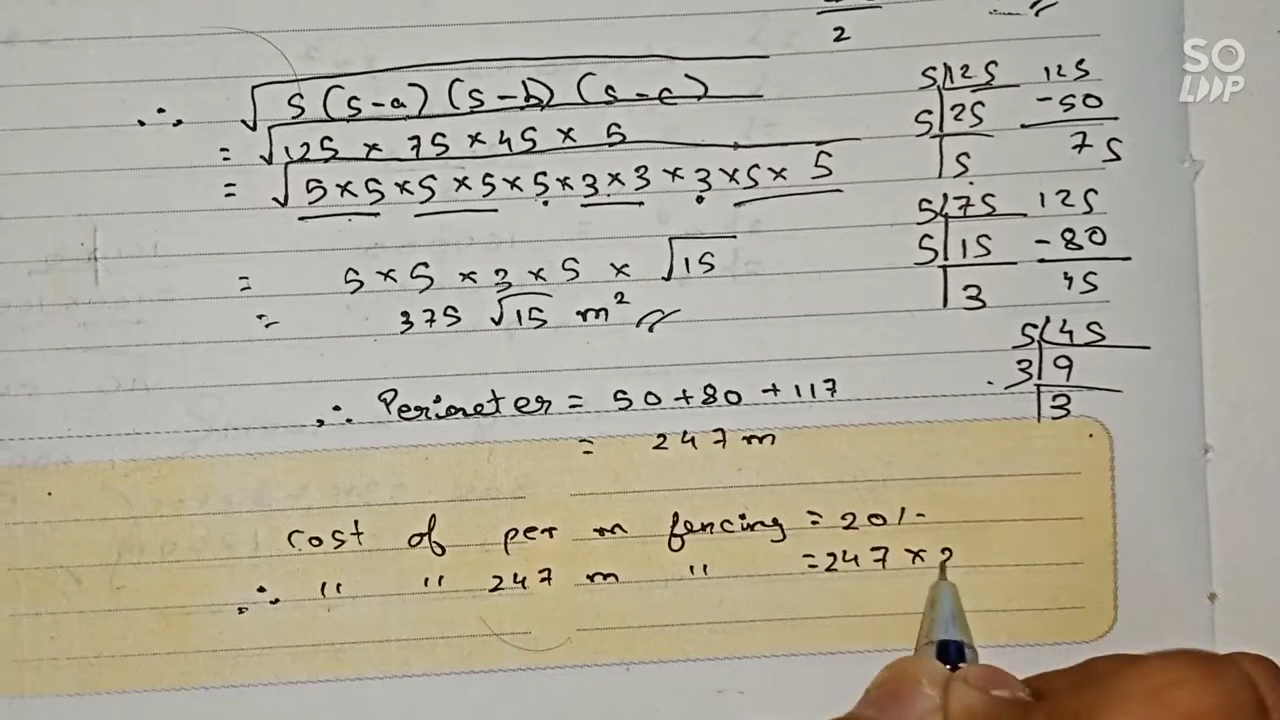 SO LOOP
2
∴ √S(S-a)(S-b)(S-c)
= √125 × 75 × 45 × 5
= √5×5×5×5×5×3×3×3×5×5
= 5×5×3×5×√15
= 375 √15 m²
∴ Perimeter = 50+80+117
= 247 m
cost of per m fencing = 20/-
∴ " " 247 m " = 247 × 2
5 125
5 25
5
125
-50
75
5 75
5 15
3
125
-80
45
5 45
3 9
3